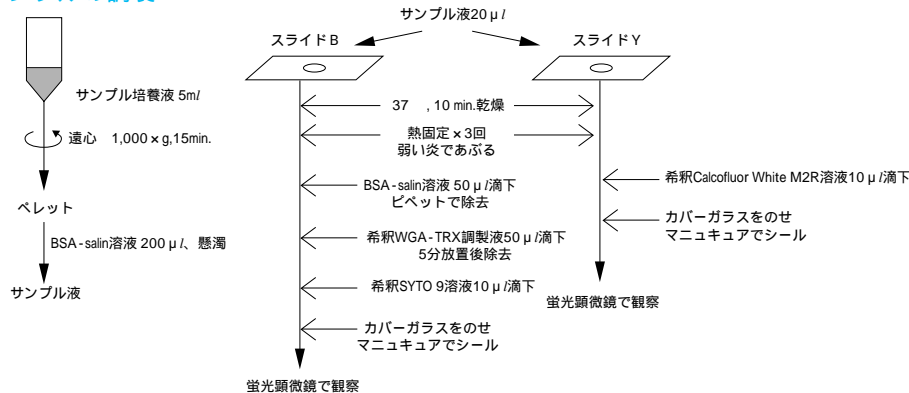 サンプル液20μl
スライドB
スライドY
サンプル培養液 5ml
遠心 1,000×g,15min.
ペレット
BSA-salin溶液 200μl、懸濁
サンプル液
37 , 10 min.乾燥
熱固定×3回
弱い炎であぶる
BSA-salin溶液 50μl滴下
ピペットで除去
希釈WGA-TRX調製液50μl滴下
5分放置後除去
希釈SYTO 9溶液10μl滴下
カバーガラスをのせ
マニュキュアでシール
蛍光顕微鏡で観察
希釈Calcofluor White M2R溶液10μl滴下
カバーガラスをのせ
マニュキュアでシール
蛍光顕微鏡で観察